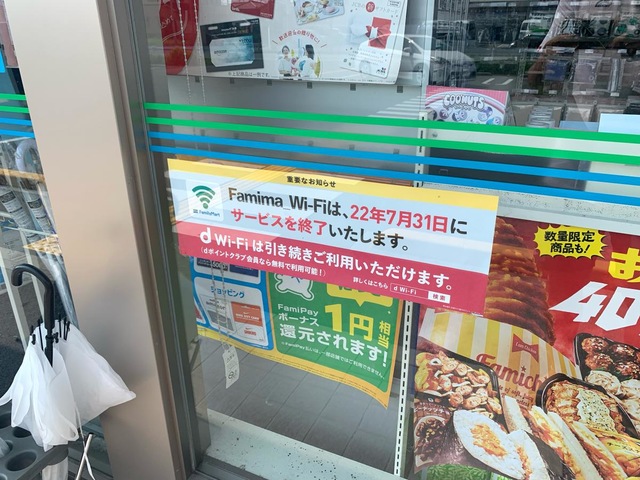 COQNUTS
重要なお知らせ
FamilyMart
Famima_Wi-Fiは、22年7月31日に
サービスを終了いたします。
d Wi-Fi は引き続きご利用いただけます。
（dポイントクラブ会員なら無料で利用可能！）
詳しくはこちら d Wi-Fi 検索
ショッピング
FamiPay
ボーナス
1円相当
還元されます!
数量限定
商品も!
お
40
Famichi